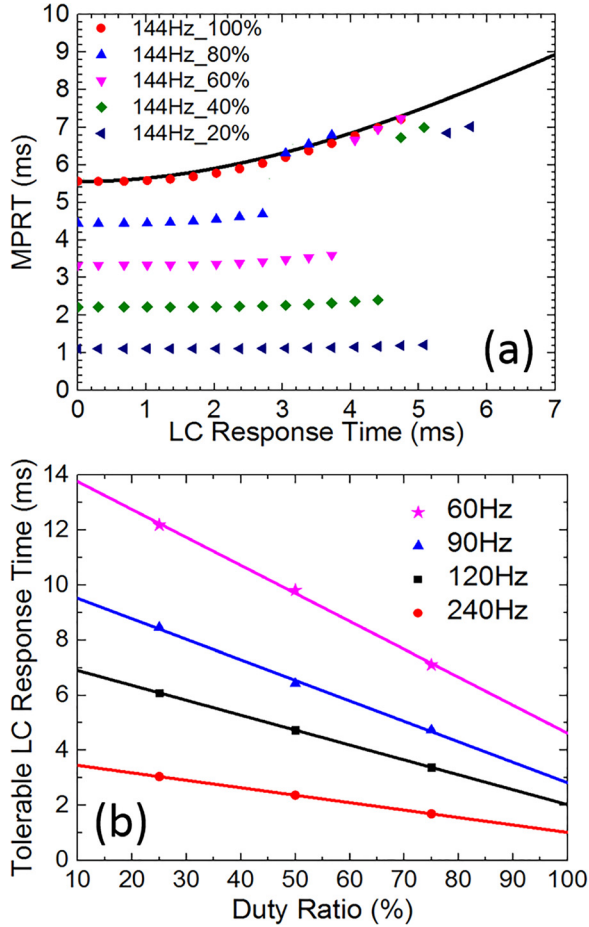 10
9
8
7
6
5
4
3
2
1
0
MPRT (ms)
144Hz_100%
144Hz_80%
144Hz_60%
144Hz_40%
144Hz_20%
(a)
0 1 2 3 4 5 6 7
LC Response Time (ms)
14
12
10
8
6
4
2
0
Tolerable LC Response Time (ms)
60Hz
90Hz
120Hz
240Hz
(b)
10 20 30 40 50 60 70 80 90 100
Duty Ratio (%)